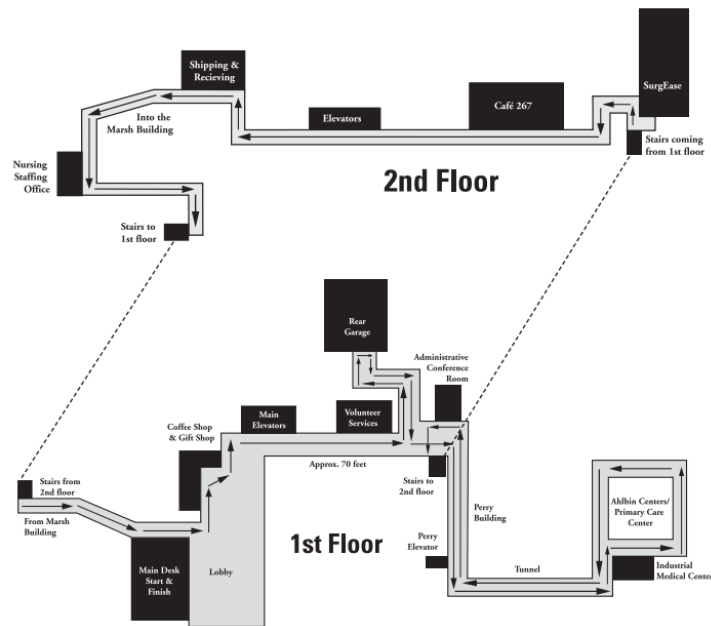 Shipping &
Recieving
SurgEase
Café 267
Elevators
Into the
Marsh Building
Stairs coming
from 1st floor
Nursing
Staffing
Office
2nd Floor
Stairs to
1st floor
Rear
Garage
Administrative
Conference
Room
Main
Elevators
Volunteer
Services
Coffee Shop
& Gift Shop
Approx. 70 feet
Stairs from
2nd floor
Stairs to
2nd floor
From Marsh
Building
Perry
Building
Ahlbin Centers/
Primary Care
Center
1st Floor
Perry
Elevator
Main Desk
Start &
Finish
Lobby
Tunnel
Industrial
Medical Center